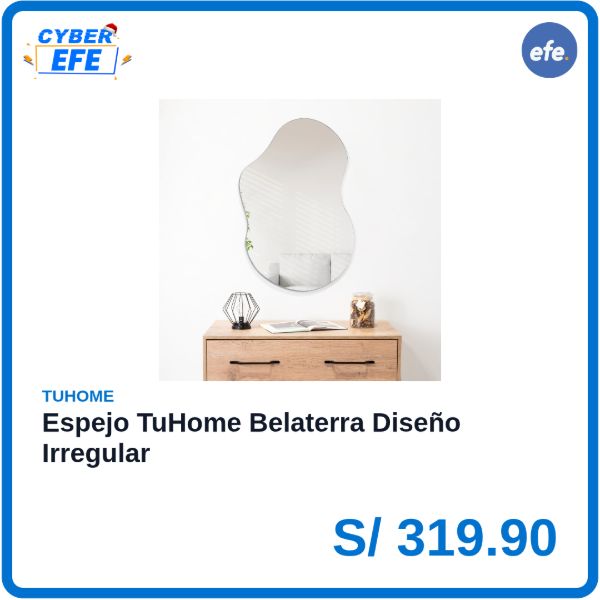 CYBER
EFE
efe.
TUHOME
Espejo TuHome Belaterra Diseño
Irregular
S/ 319.90